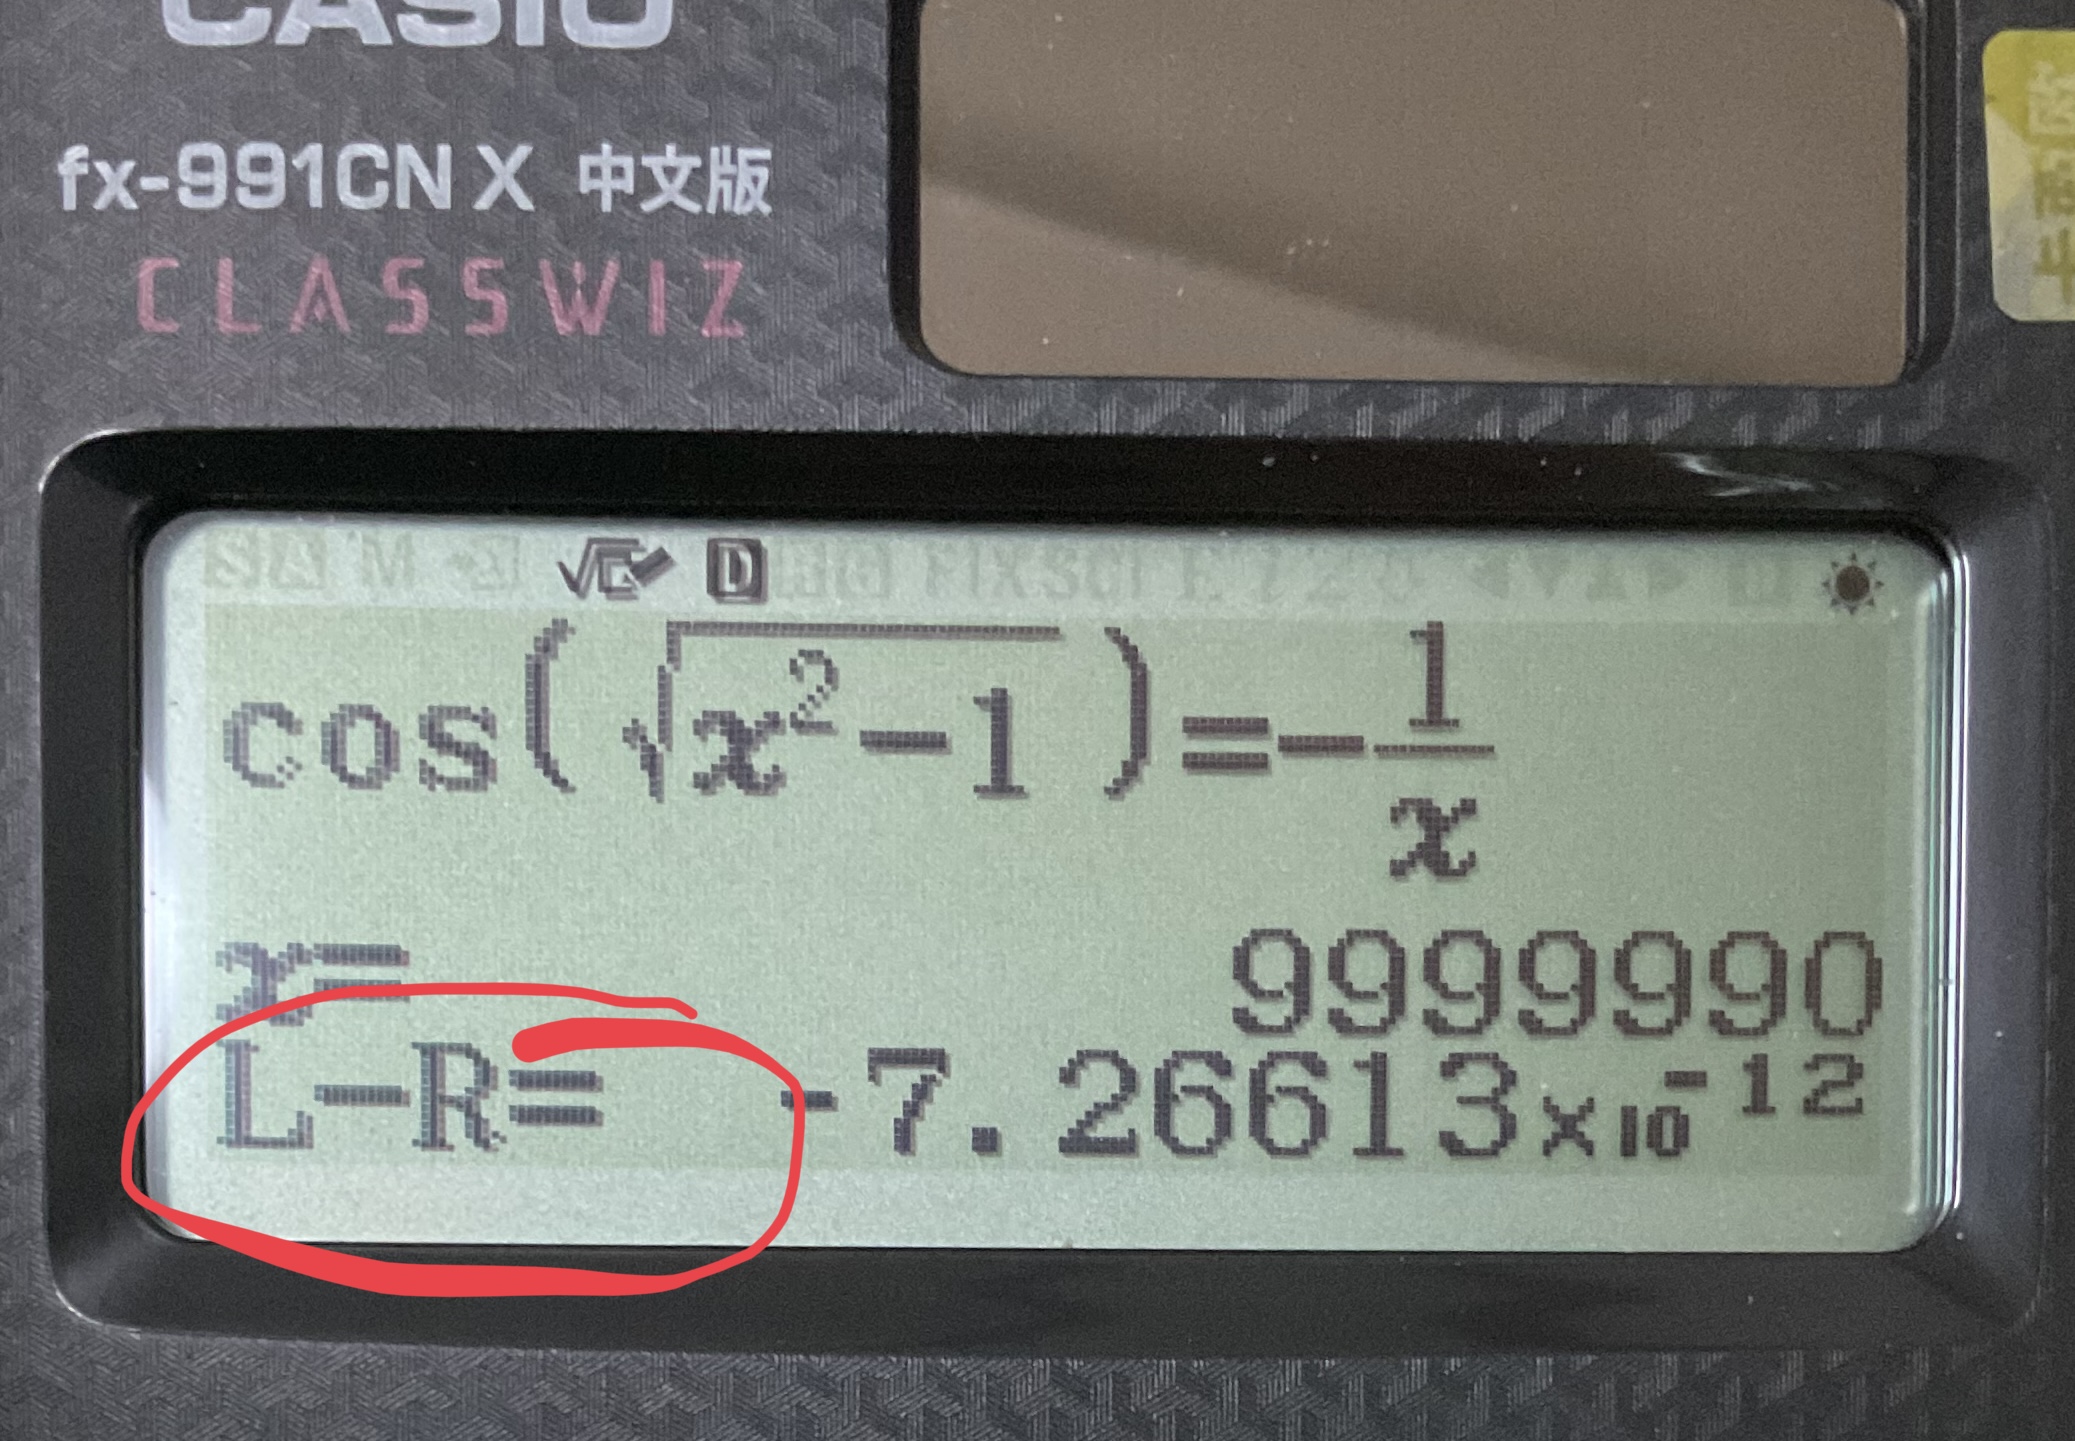 CASIO
fx-991CN X 中文版
CLASSWIZ
√□ D
cos(√(x²-1))=-1/x
x= 9999990
L-R= -7.26613×10⁻¹²